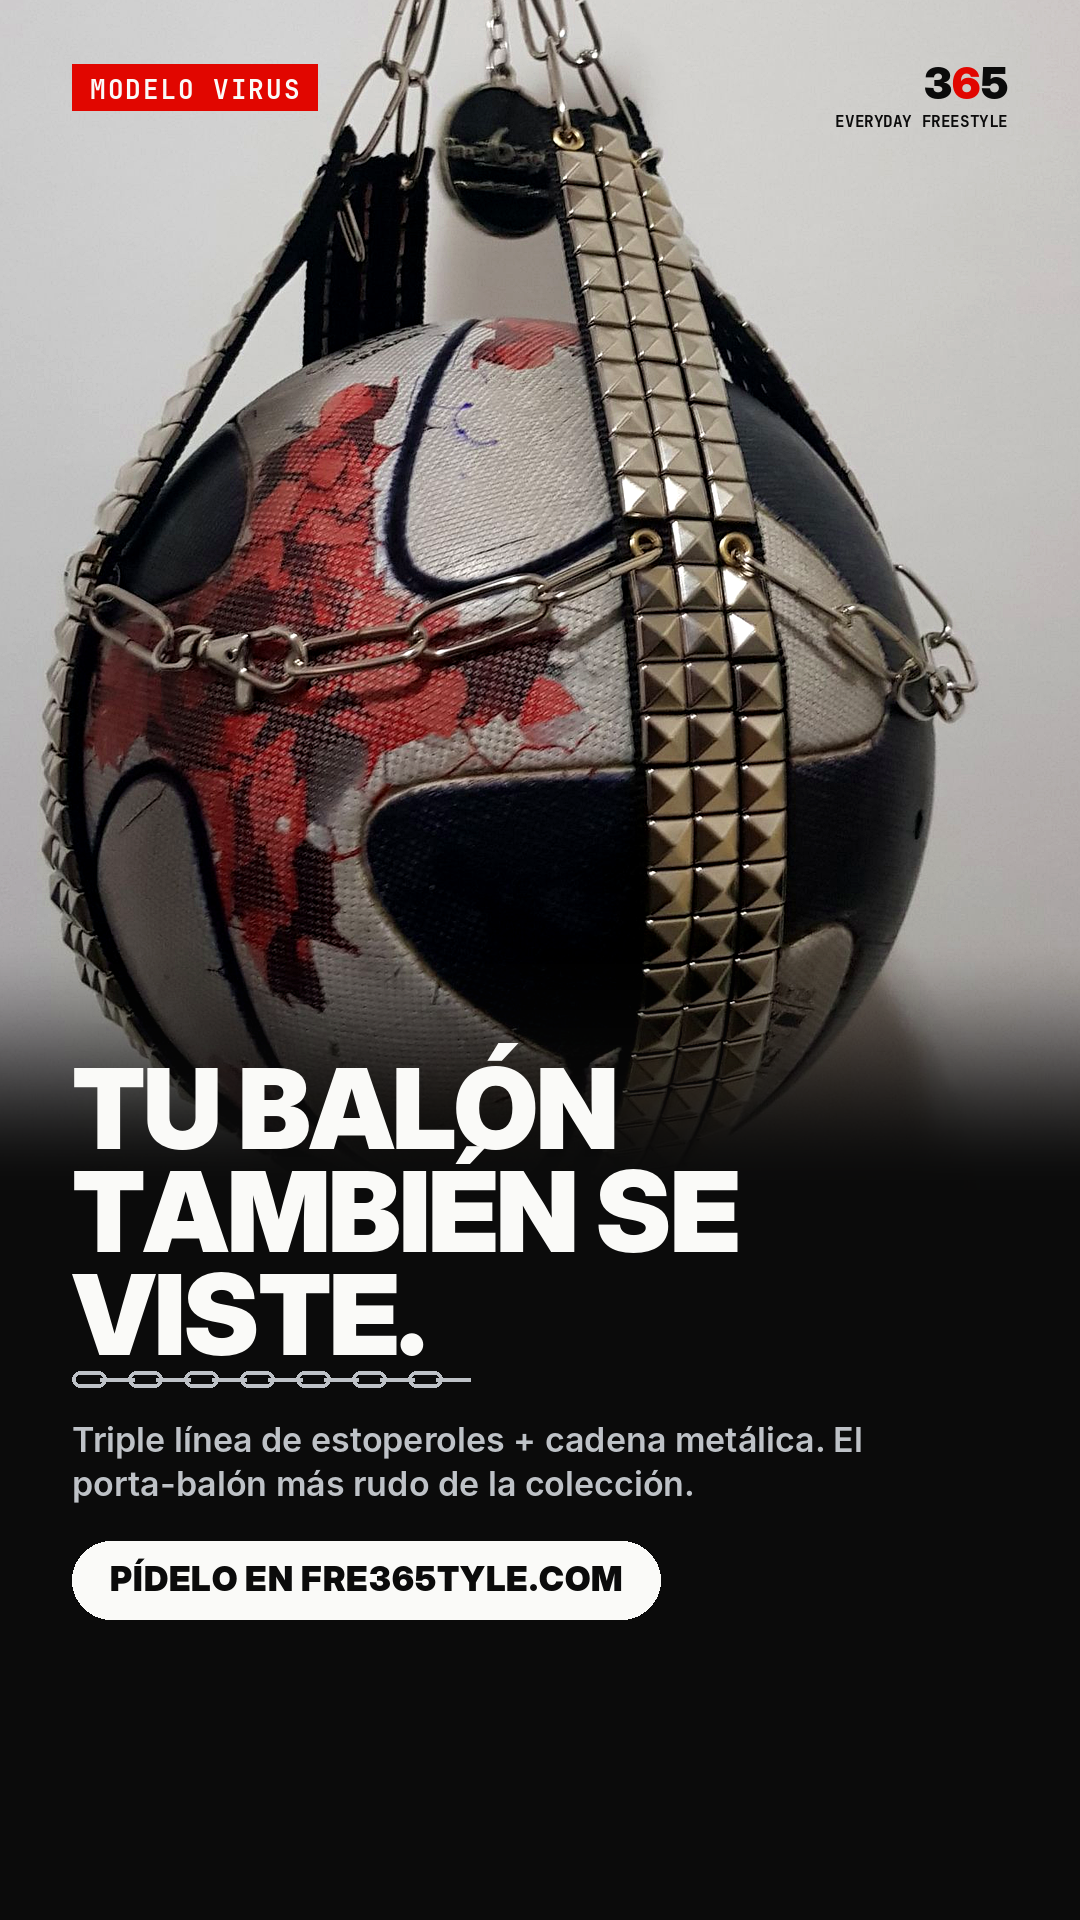 MODELO VIRUS
365
EVERYDAY FREESTYLE
TU BALÓN
TAMBIÉN SE
VISTE.
Triple línea de estoperoles + cadena metálica. El
porta-balón más rudo de la colección.
PÍDELO EN FRE365TYLE.COM